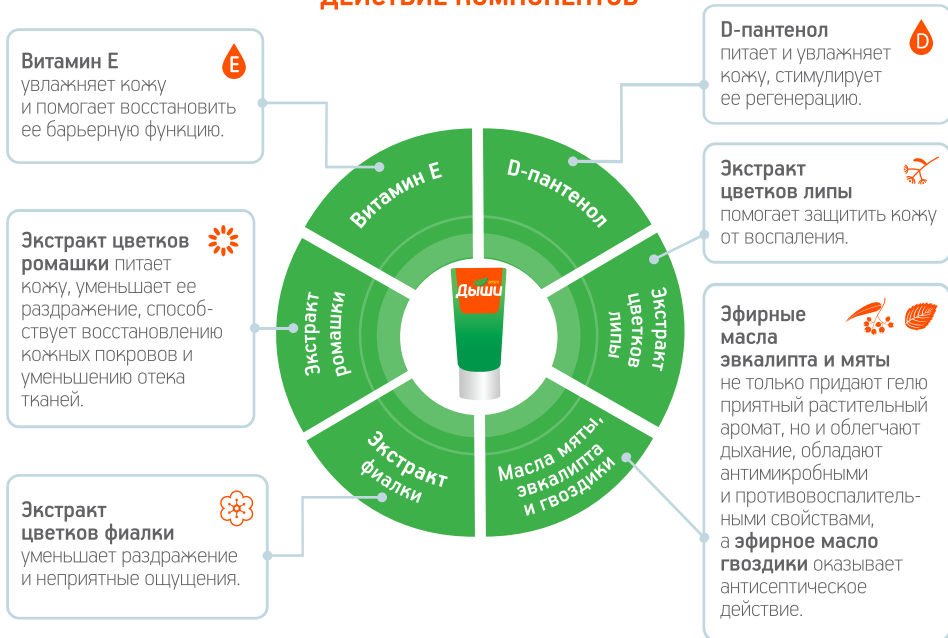 ДЕЙСТВИЕ КОМПОНЕНТОВ
Витамин Е
увлажняет кожу
и помогает восстановить
ее барьерную функцию.
Е
Экстракт цветков
ромашки питает
кожу, уменьшает ее
раздражение, способ-
ствует восстановлению
кожных покровов и
уменьшению отека
тканей.
Экстракт
цветков фиалки
уменьшает раздражение
и неприятные ощущения.
Витамин Е
D-пантенол
Экстракт
ромашки
Экстракт
цветков
липы
Экстракт
фиалки
Масла мяты,
эвкалипта
и гвоздики
Дыши
D-пантенол
питает и увлажняет
кожу, стимулирует
ее регенерацию.
D
Экстракт
цветков липы
помогает защитить кожу
от воспаления.
Эфирные
масла
эвкалипта и мяты
не только придают гелю
приятный растительный
аромат, но и облегчают
дыхание, обладают
антимикробными
и противовоспалитель-
ными свойствами,
а эфирное масло
гвоздики оказывает
антисептическое
действие.